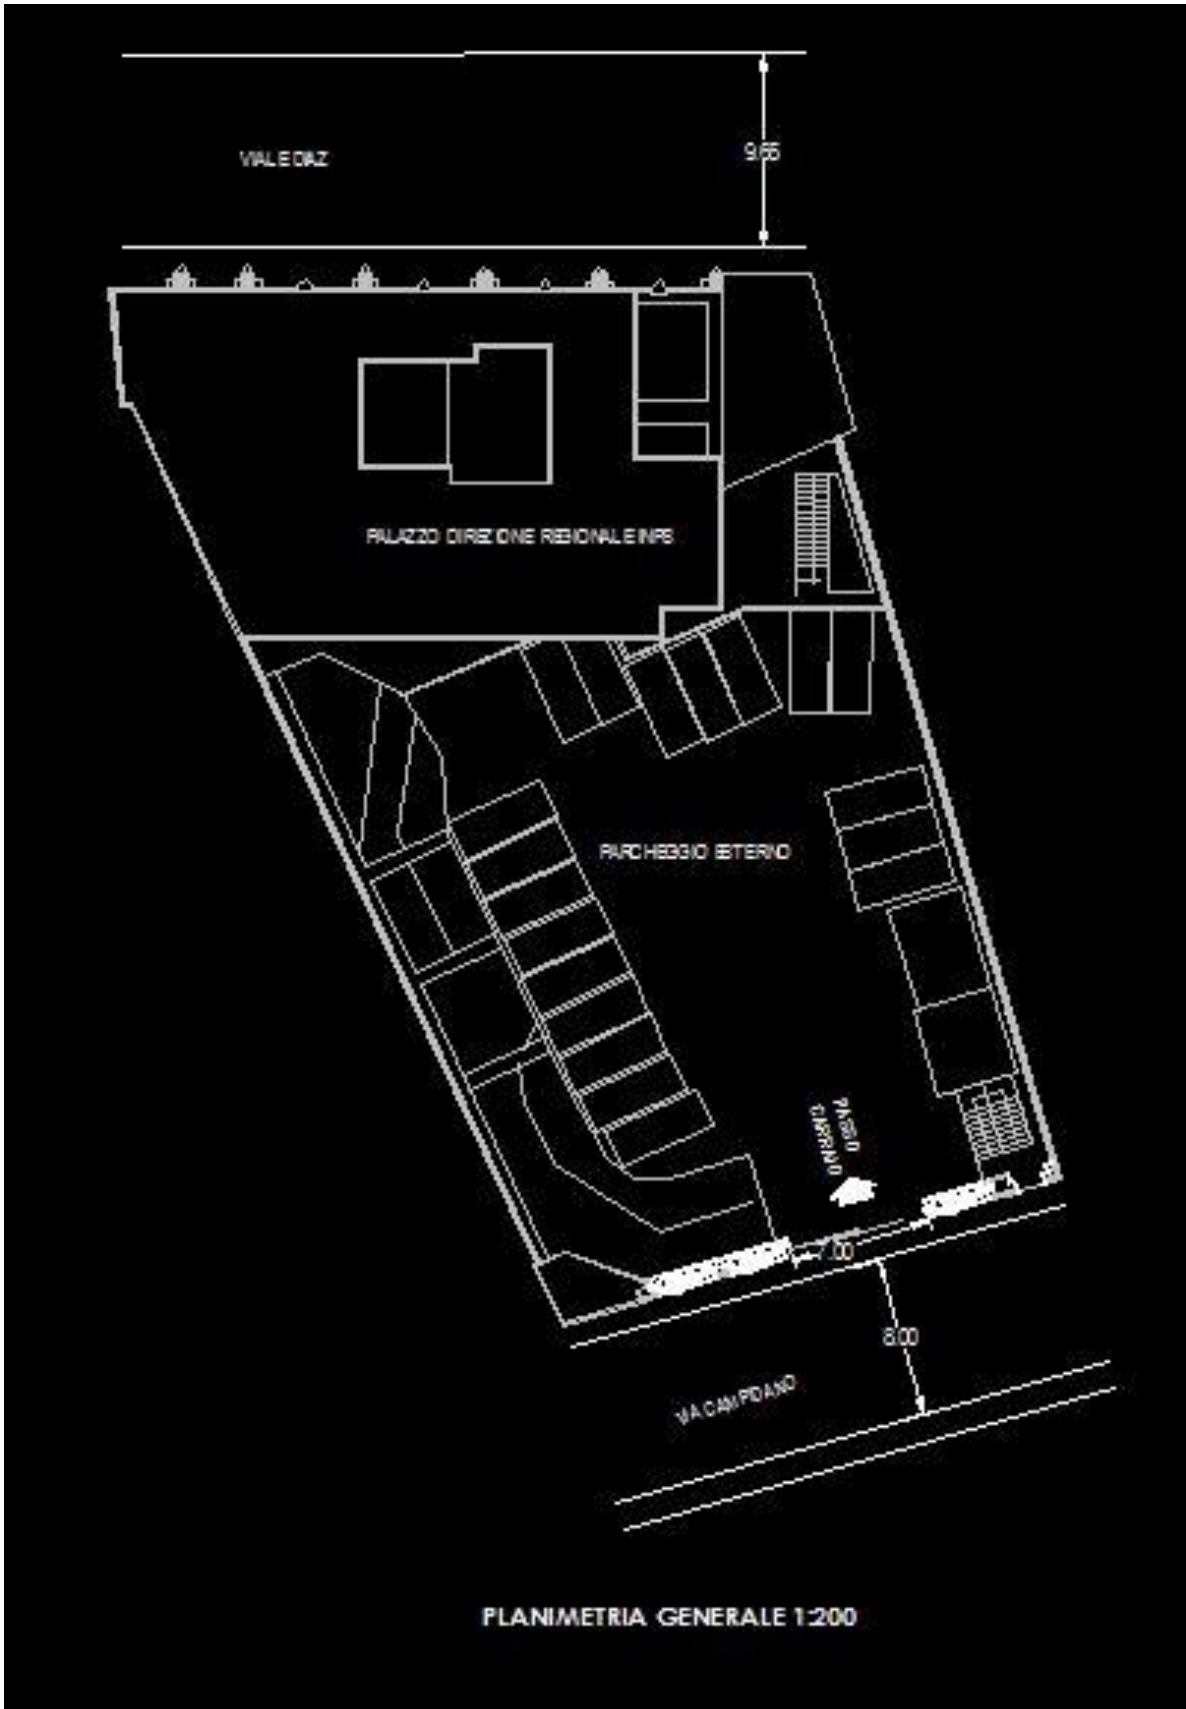 VIALE DIAZ
9.65
PALAZZO DIREZIONE REGIONALE INPS
PARCHEGGIO ESTERNO
PASSO
CARRAIO
7.00
8.00
VIA CAMPIDANO
PLANIMETRIA GENERALE 1:200